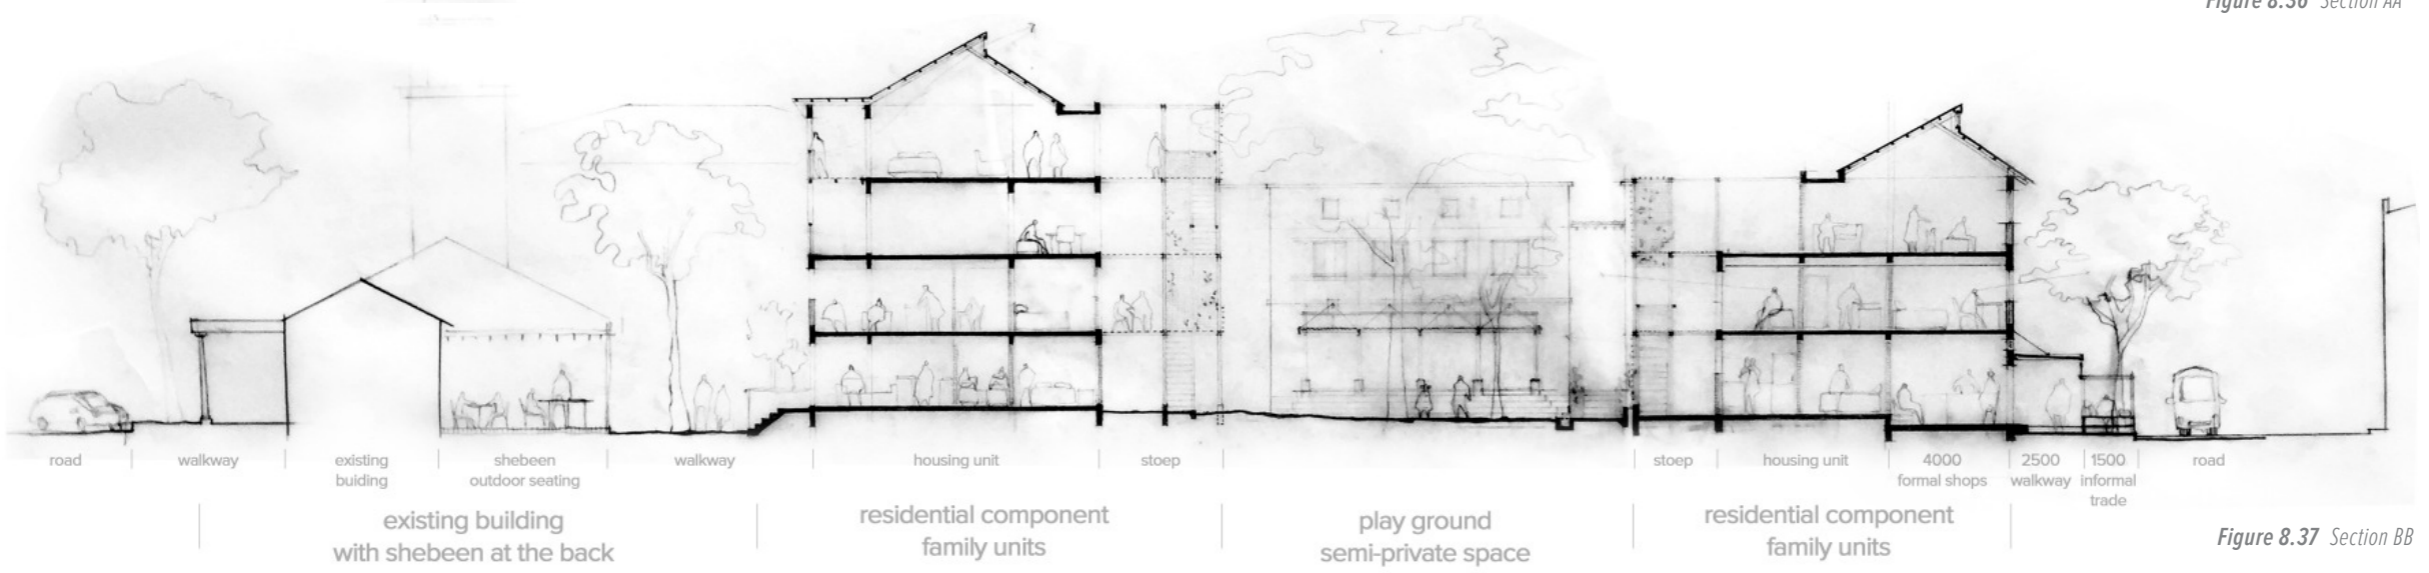 Figure 8.36 Section AA
road
walkway
existing
buiding
shebeen
outdoor seating
walkway
housing unit
stoep
stoep
housing unit
4000
formal shops
2500
walkway
1500
informal
trade
road
existing building
with shebeen at the back
residential component
family units
play ground
semi-private space
residential component
family units
Figure 8.37 Section BB